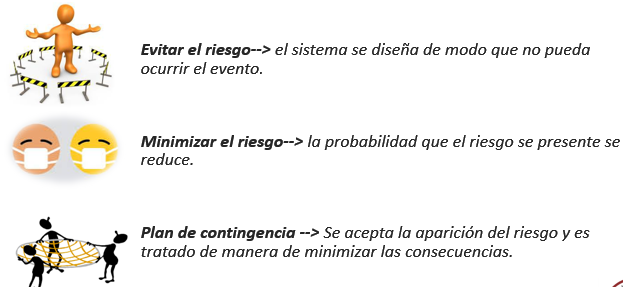 Evitar el riesgo--> el sistema se diseña de modo que no pueda
ocurrir el evento.
Minimizar el riesgo--> la probabilidad que el riesgo se presente se
reduce.
Plan de contingencia --> Se acepta la aparición del riesgo y es
tratado de manera de minimizar las consecuencias.